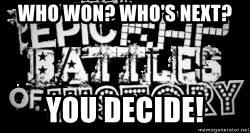 WHO WON? WHO'S NEXT?
EPIC RAP
BATTLES
OF HISTORY
YOU DECIDE!
memegenerator.net